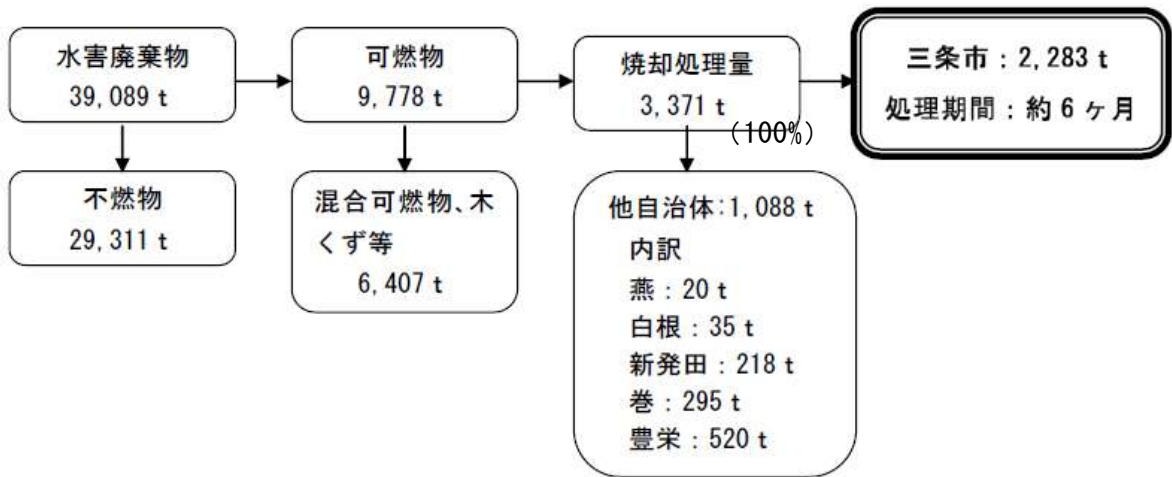 水害廃棄物
39,089 t
可燃物
9,778 t
焼却処理量
3,371 t
(100%)
三条市：2,283 t
処理期間：約6ヶ月
不燃物
29,311 t
混合可燃物、木
くず等
6,407 t
他自治体：1,088 t
内訳
燕：20 t
白根：35 t
新発田：218 t
巻：295 t
豊栄：520 t